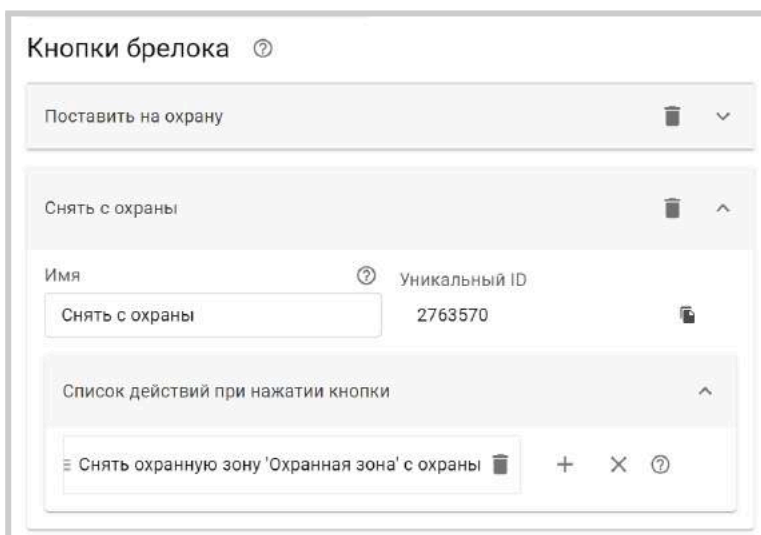 Кнопки брелока
Поставить на охрану
Снять с охраны
Имя
Уникальный ID
Снять с охраны
2763570
Список действий при нажатии кнопки
Снять охранную зону 'Охранная зона' с охраны